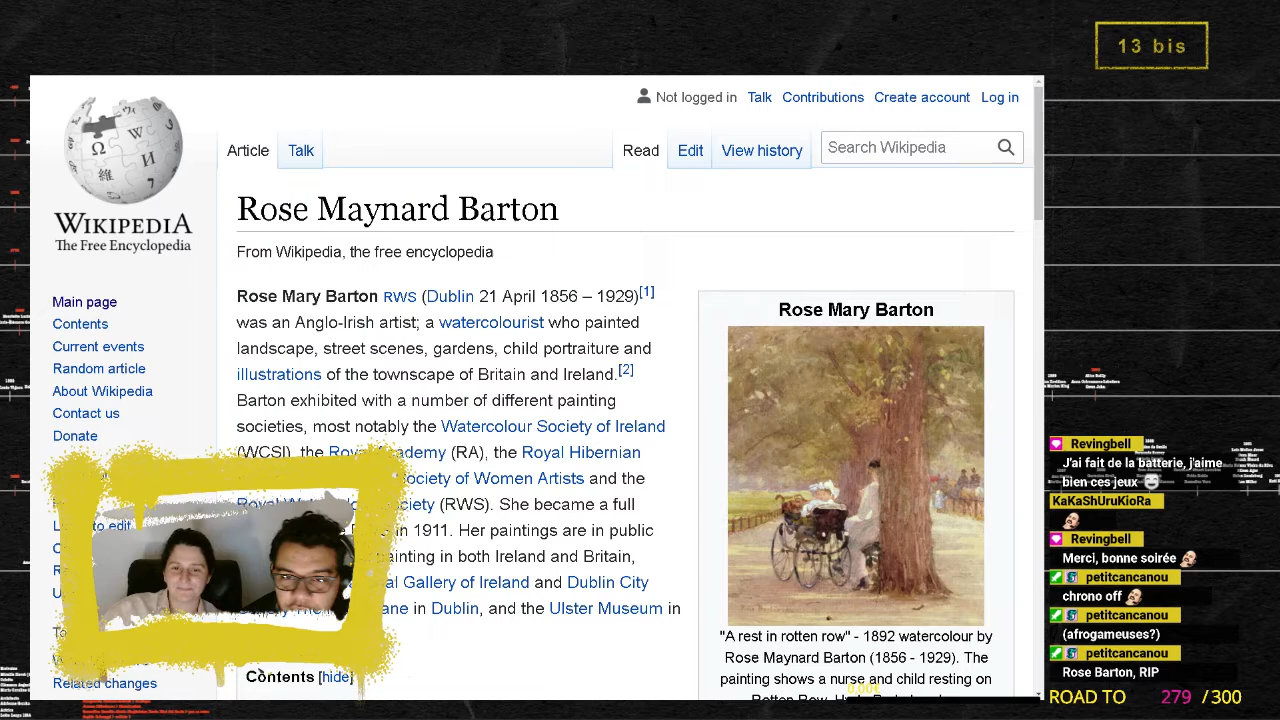 13 bis
Not logged in Talk Contributions Create account Log in
Article Talk Read Edit View history Search Wikipedia
WIKIPEDIA
The Free Encyclopedia
Rose Maynard Barton
From Wikipedia, the free encyclopedia
Main page
Contents
Current events
Random article
About Wikipedia
Contact us
Donate
to edit
Related changes
Rose Mary Barton RWS (Dublin 21 April 1856 – 1929)[1]
was an Anglo-Irish artist; a watercolourist who painted
landscape, street scenes, gardens, child portraiture and
illustrations of the townscape of Britain and Ireland.[2]
Barton exhibited with a number of different painting
societies, most notably the Watercolour Society of Ireland
(WCSI), the (RA), the Royal Hibernian
Artists and the
(RWS). She became a full
in 1911. Her paintings are in public
in both Ireland and Britain,
Gallery of Ireland and Dublin City
in Dublin, and the Ulster Museum in
Contents [hide]
Rose Mary Barton
"A rest in rotten row" - 1892 watercolour by
Rose Maynard Barton (1856 - 1929). The
painting shows a nurse and child resting on
0,00€
Revingbell
J'ai fait de la batterie, j'aime
bien ces jeux
KaKaShUruKioRa
Revingbell
Merci, bonne soirée
petitcancanou
chrono off
petitcancanou
(afrogameuses?)
petitcancanou
Rose Barton, RIP
ROAD TO 279 / 300